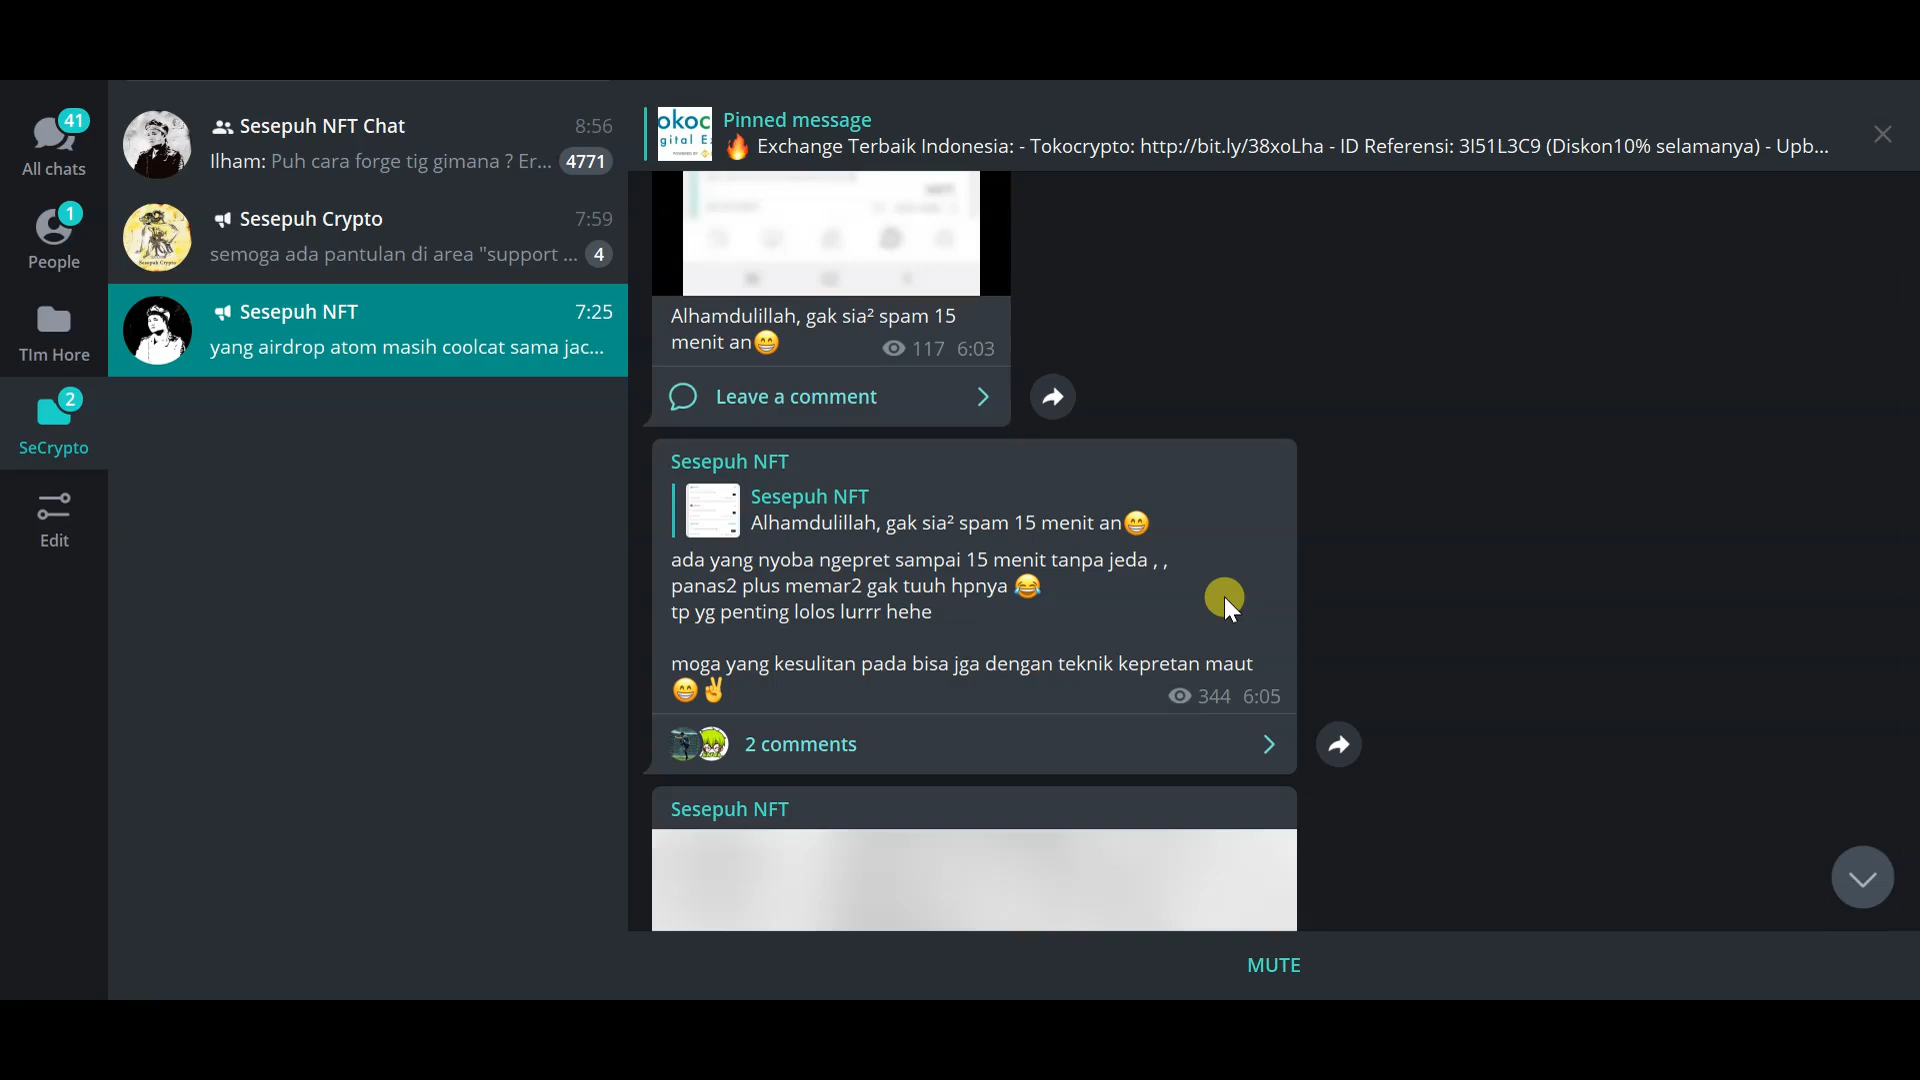 41
All chats
1
People
TIm Hore
2
SeCrypto
Edit
Sesepuh NFT Chat 8:56
Ilham: Puh cara forge tig gimana ? Er... 4771
Sesepuh Crypto 7:59
semoga ada pantulan di area "support ... 4
Sesepuh NFT 7:25
yang airdrop atom masih coolcat sama jac...
Pinned message
🔥 Exchange Terbaik Indonesia: - Tokocrypto: http://bit.ly/38xoLha - ID Referensi: 3I51L3C9 (Diskon10% selamanya) - Upb...
okoc
gital E
Alhamdulillah, gak sia² spam 15
menit an😁 117 6:03
Leave a comment
Sesepuh NFT
Sesepuh NFT
Alhamdulillah, gak sia² spam 15 menit an😁
ada yang nyoba ngepret sampai 15 menit tanpa jeda , ,
panas2 plus memar2 gak tuuh hpnya 😂
tp yg penting lolos lurrr hehe
moga yang kesulitan pada bisa jga dengan teknik kepretan maut
😁✌ 344 6:05
2 comments
Sesepuh NFT
MUTE